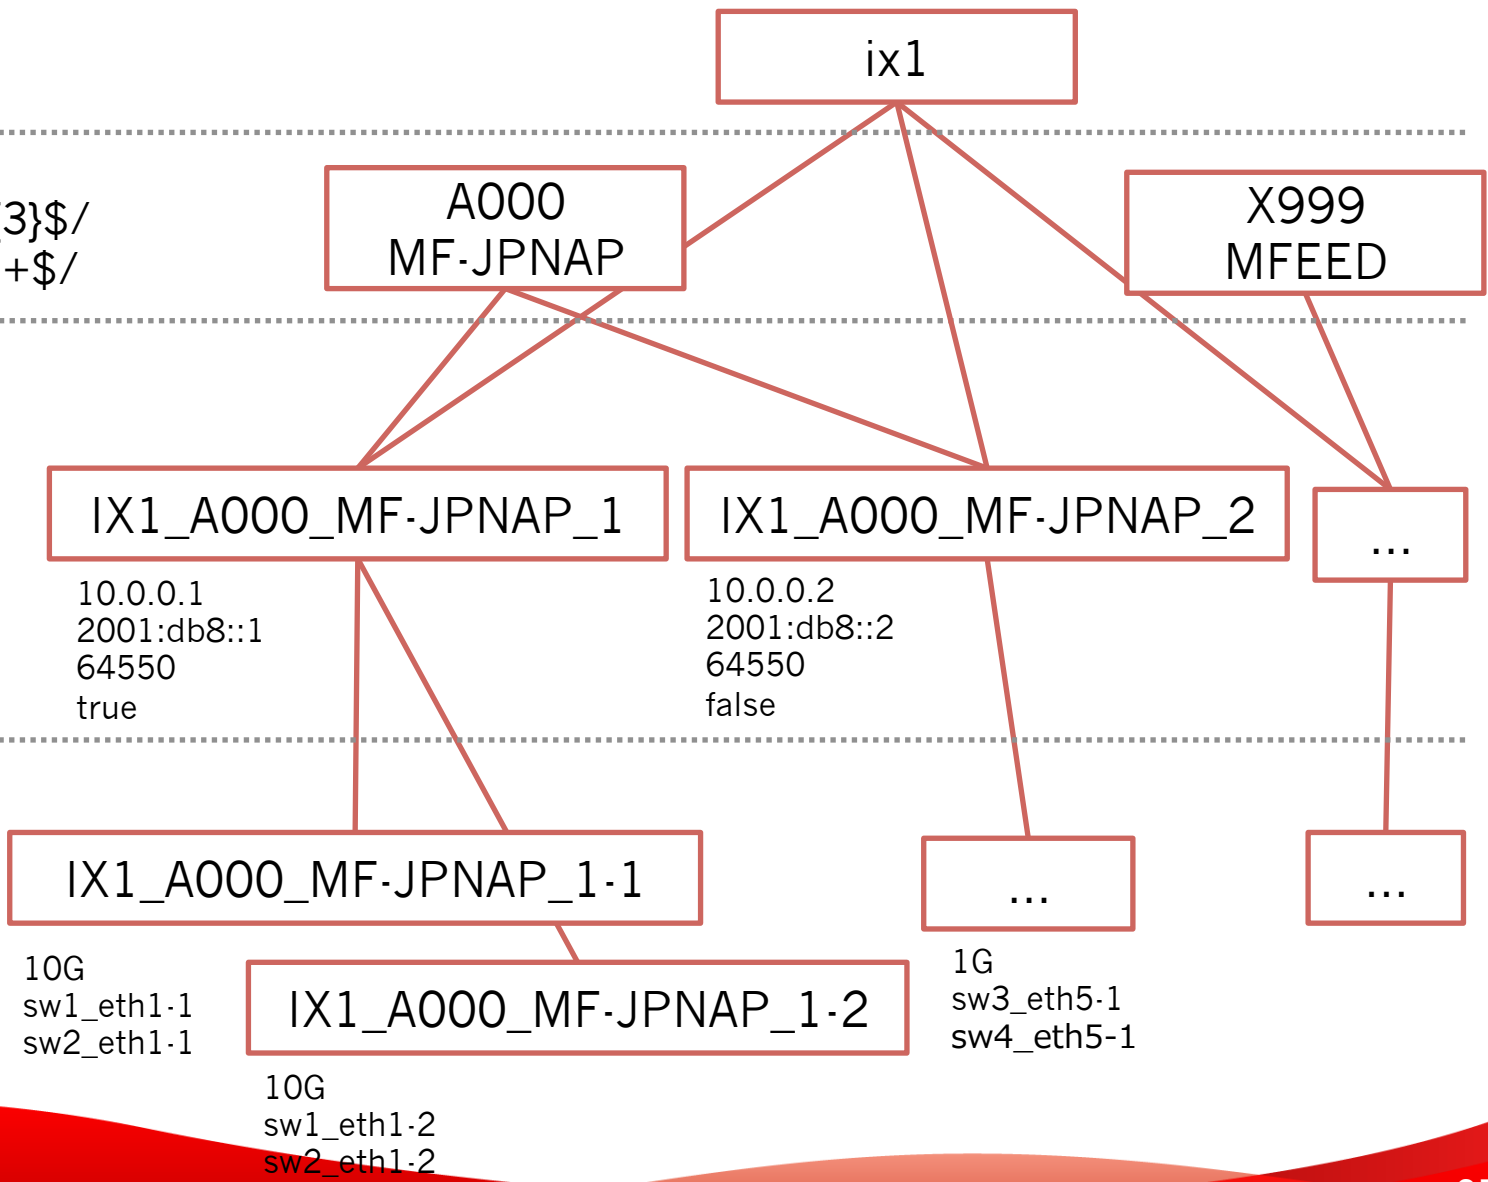 ix1
3}$/
+$/
A000
MF-JPNAP
X999
MFEED
IX1_A000_MF-JPNAP_1
IX1_A000_MF-JPNAP_2
...
10.0.0.1
2001:db8::1
64550
true
10.0.0.2
2001:db8::2
64550
false
IX1_A000_MF-JPNAP_1-1
...
...
10G
sw1_eth1-1
sw2_eth1-1
IX1_A000_MF-JPNAP_1-2
1G
sw3_eth5-1
sw4_eth5-1
10G
sw1_eth1-2
sw2_eth1-2